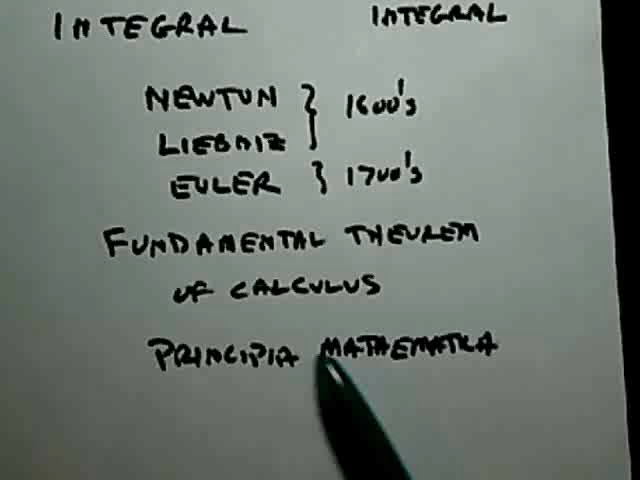 INTEGRAL INTEGRAL
NEWTON } 1600's
LIEBNIZ
EULER } 1700's
FUNDAMENTAL THEOREM
OF CALCULUS
PRINCIPIA MATHEMATICA